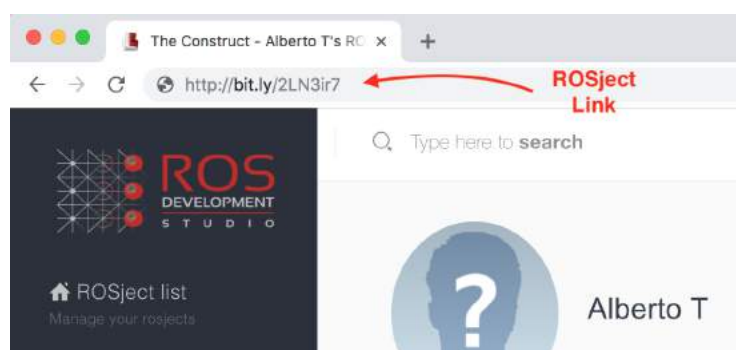 The Construct - Alberto T's RO
http://bit.ly/2LN3ir7
ROSject
Link
Type here to search
ROS
DEVELOPMENT
STUDIO
ROSject list
Manage your rosjects
?
Alberto T